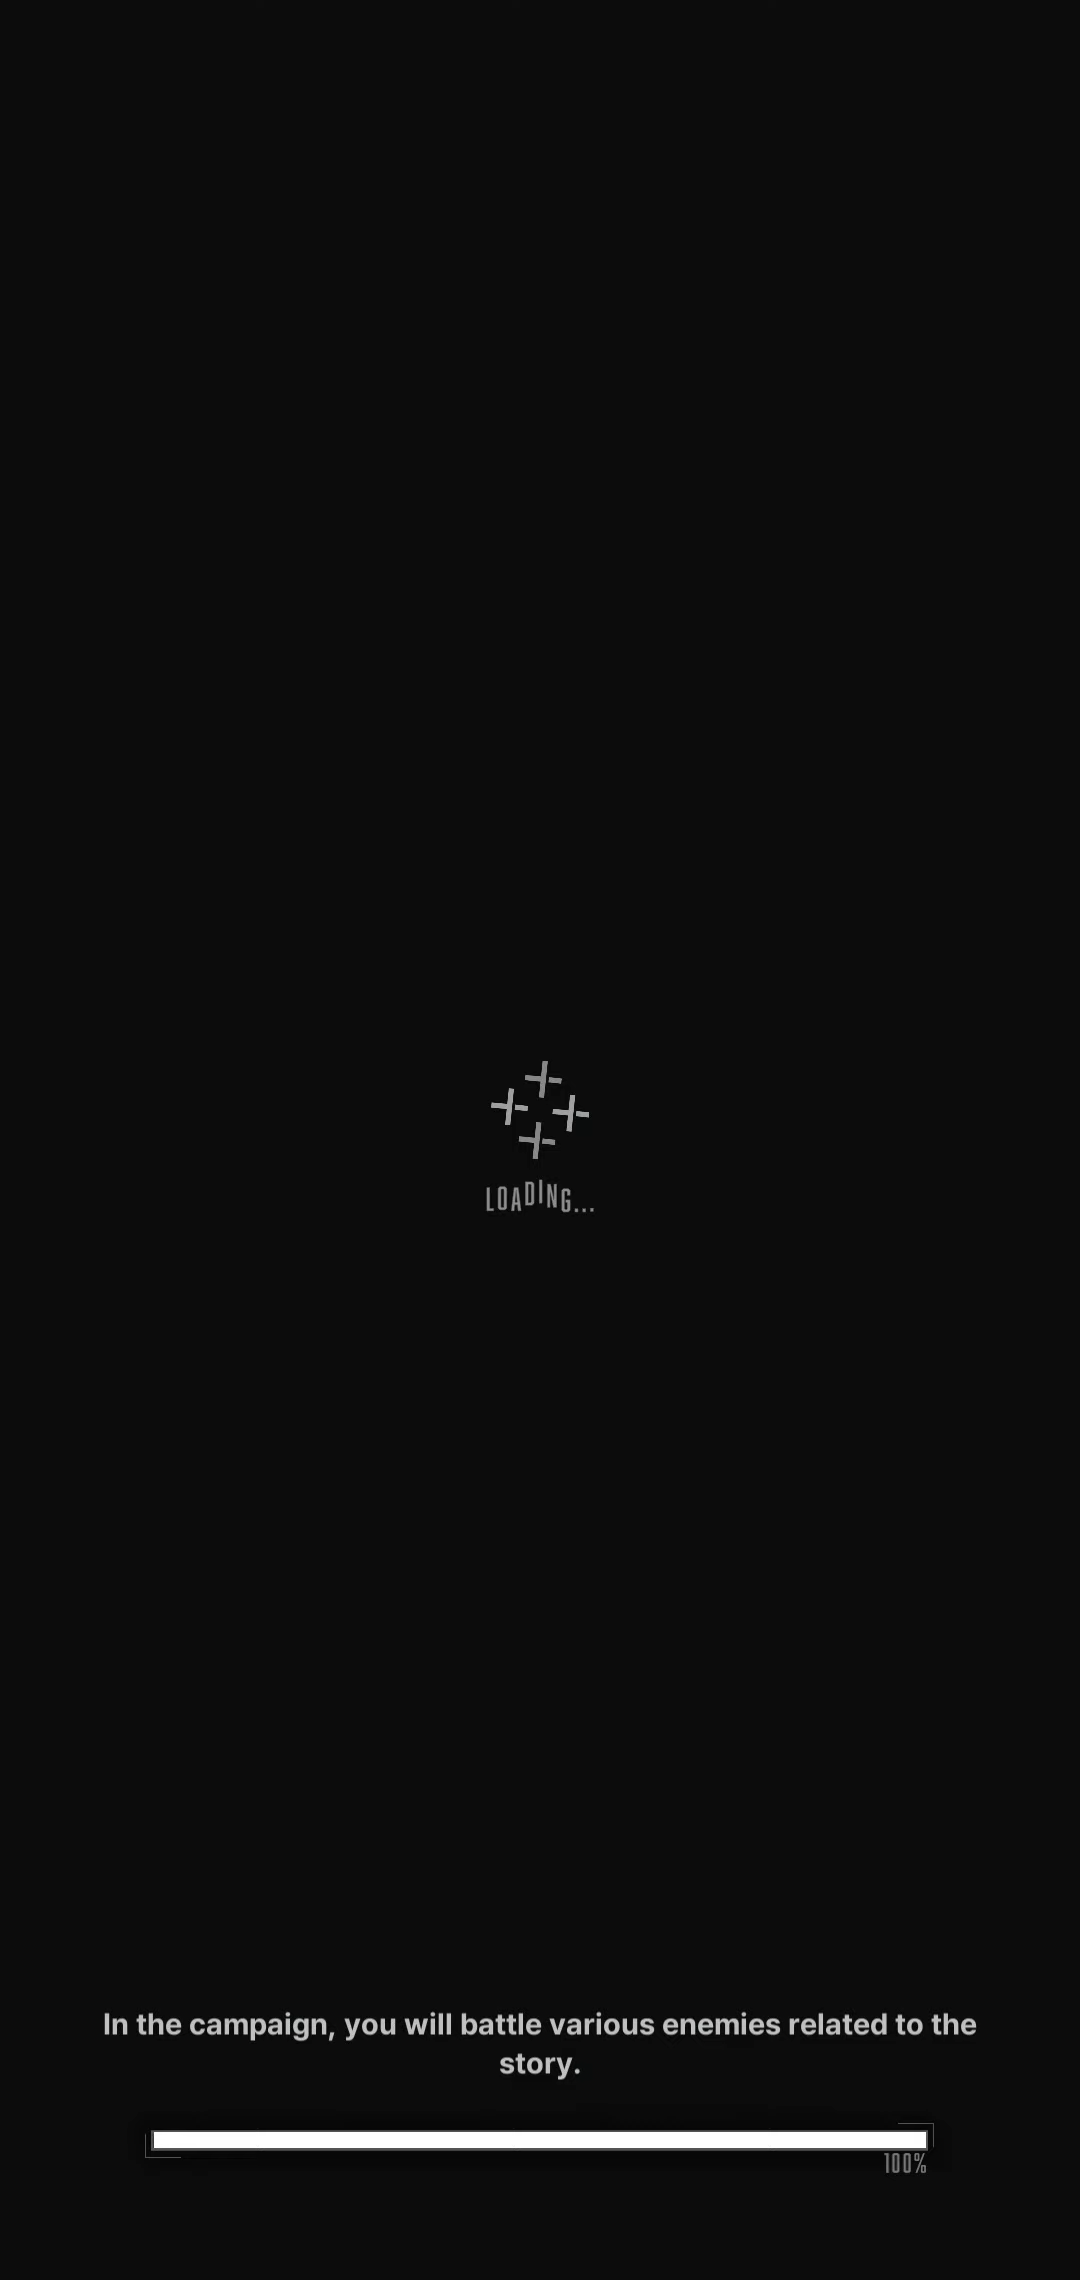 LOADING...
In the campaign, you will battle various enemies related to the
story.
100%